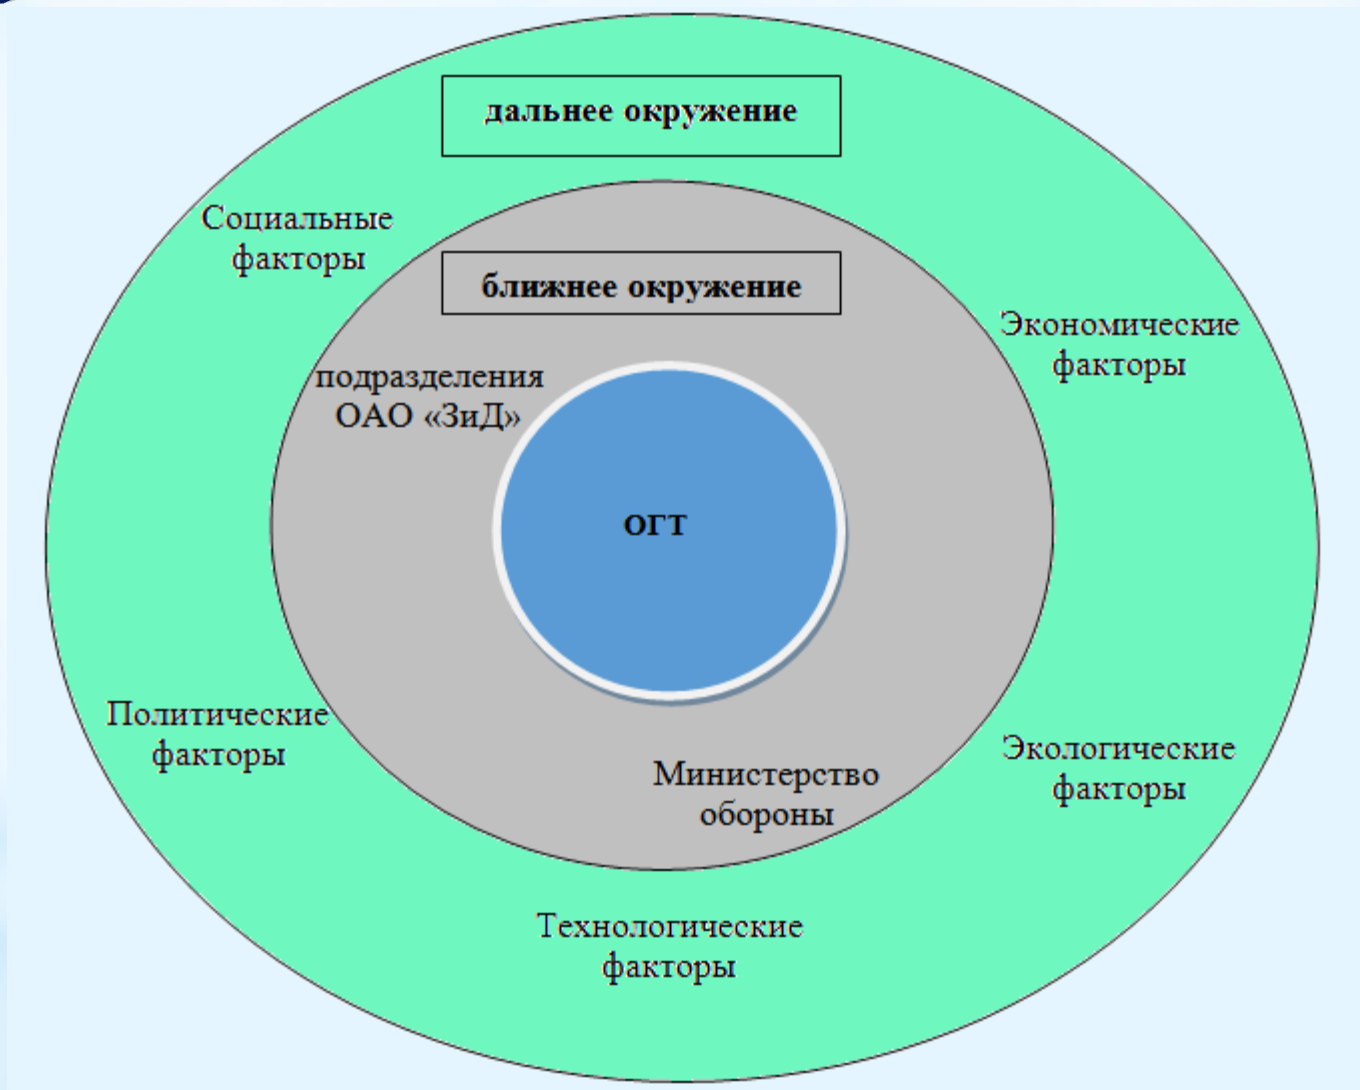 дальнее окружение
Социальные
факторы
ближнее окружение
Экономические
факторы
подразделения
ОАО «ЗиД»
ОГТ
Политические
факторы
Экологические
факторы
Министерство
обороны
Технологические
факторы